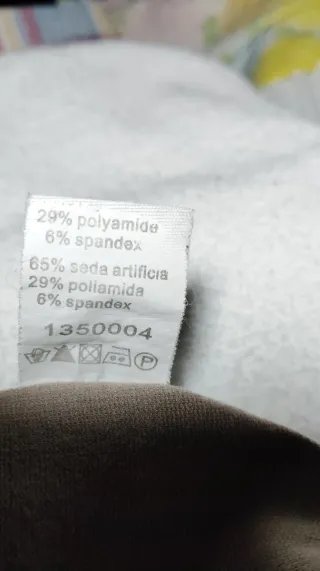 29% polyamide
6% spandex
65% seda artificia
29% poliamida
6% spandex
1350004
P